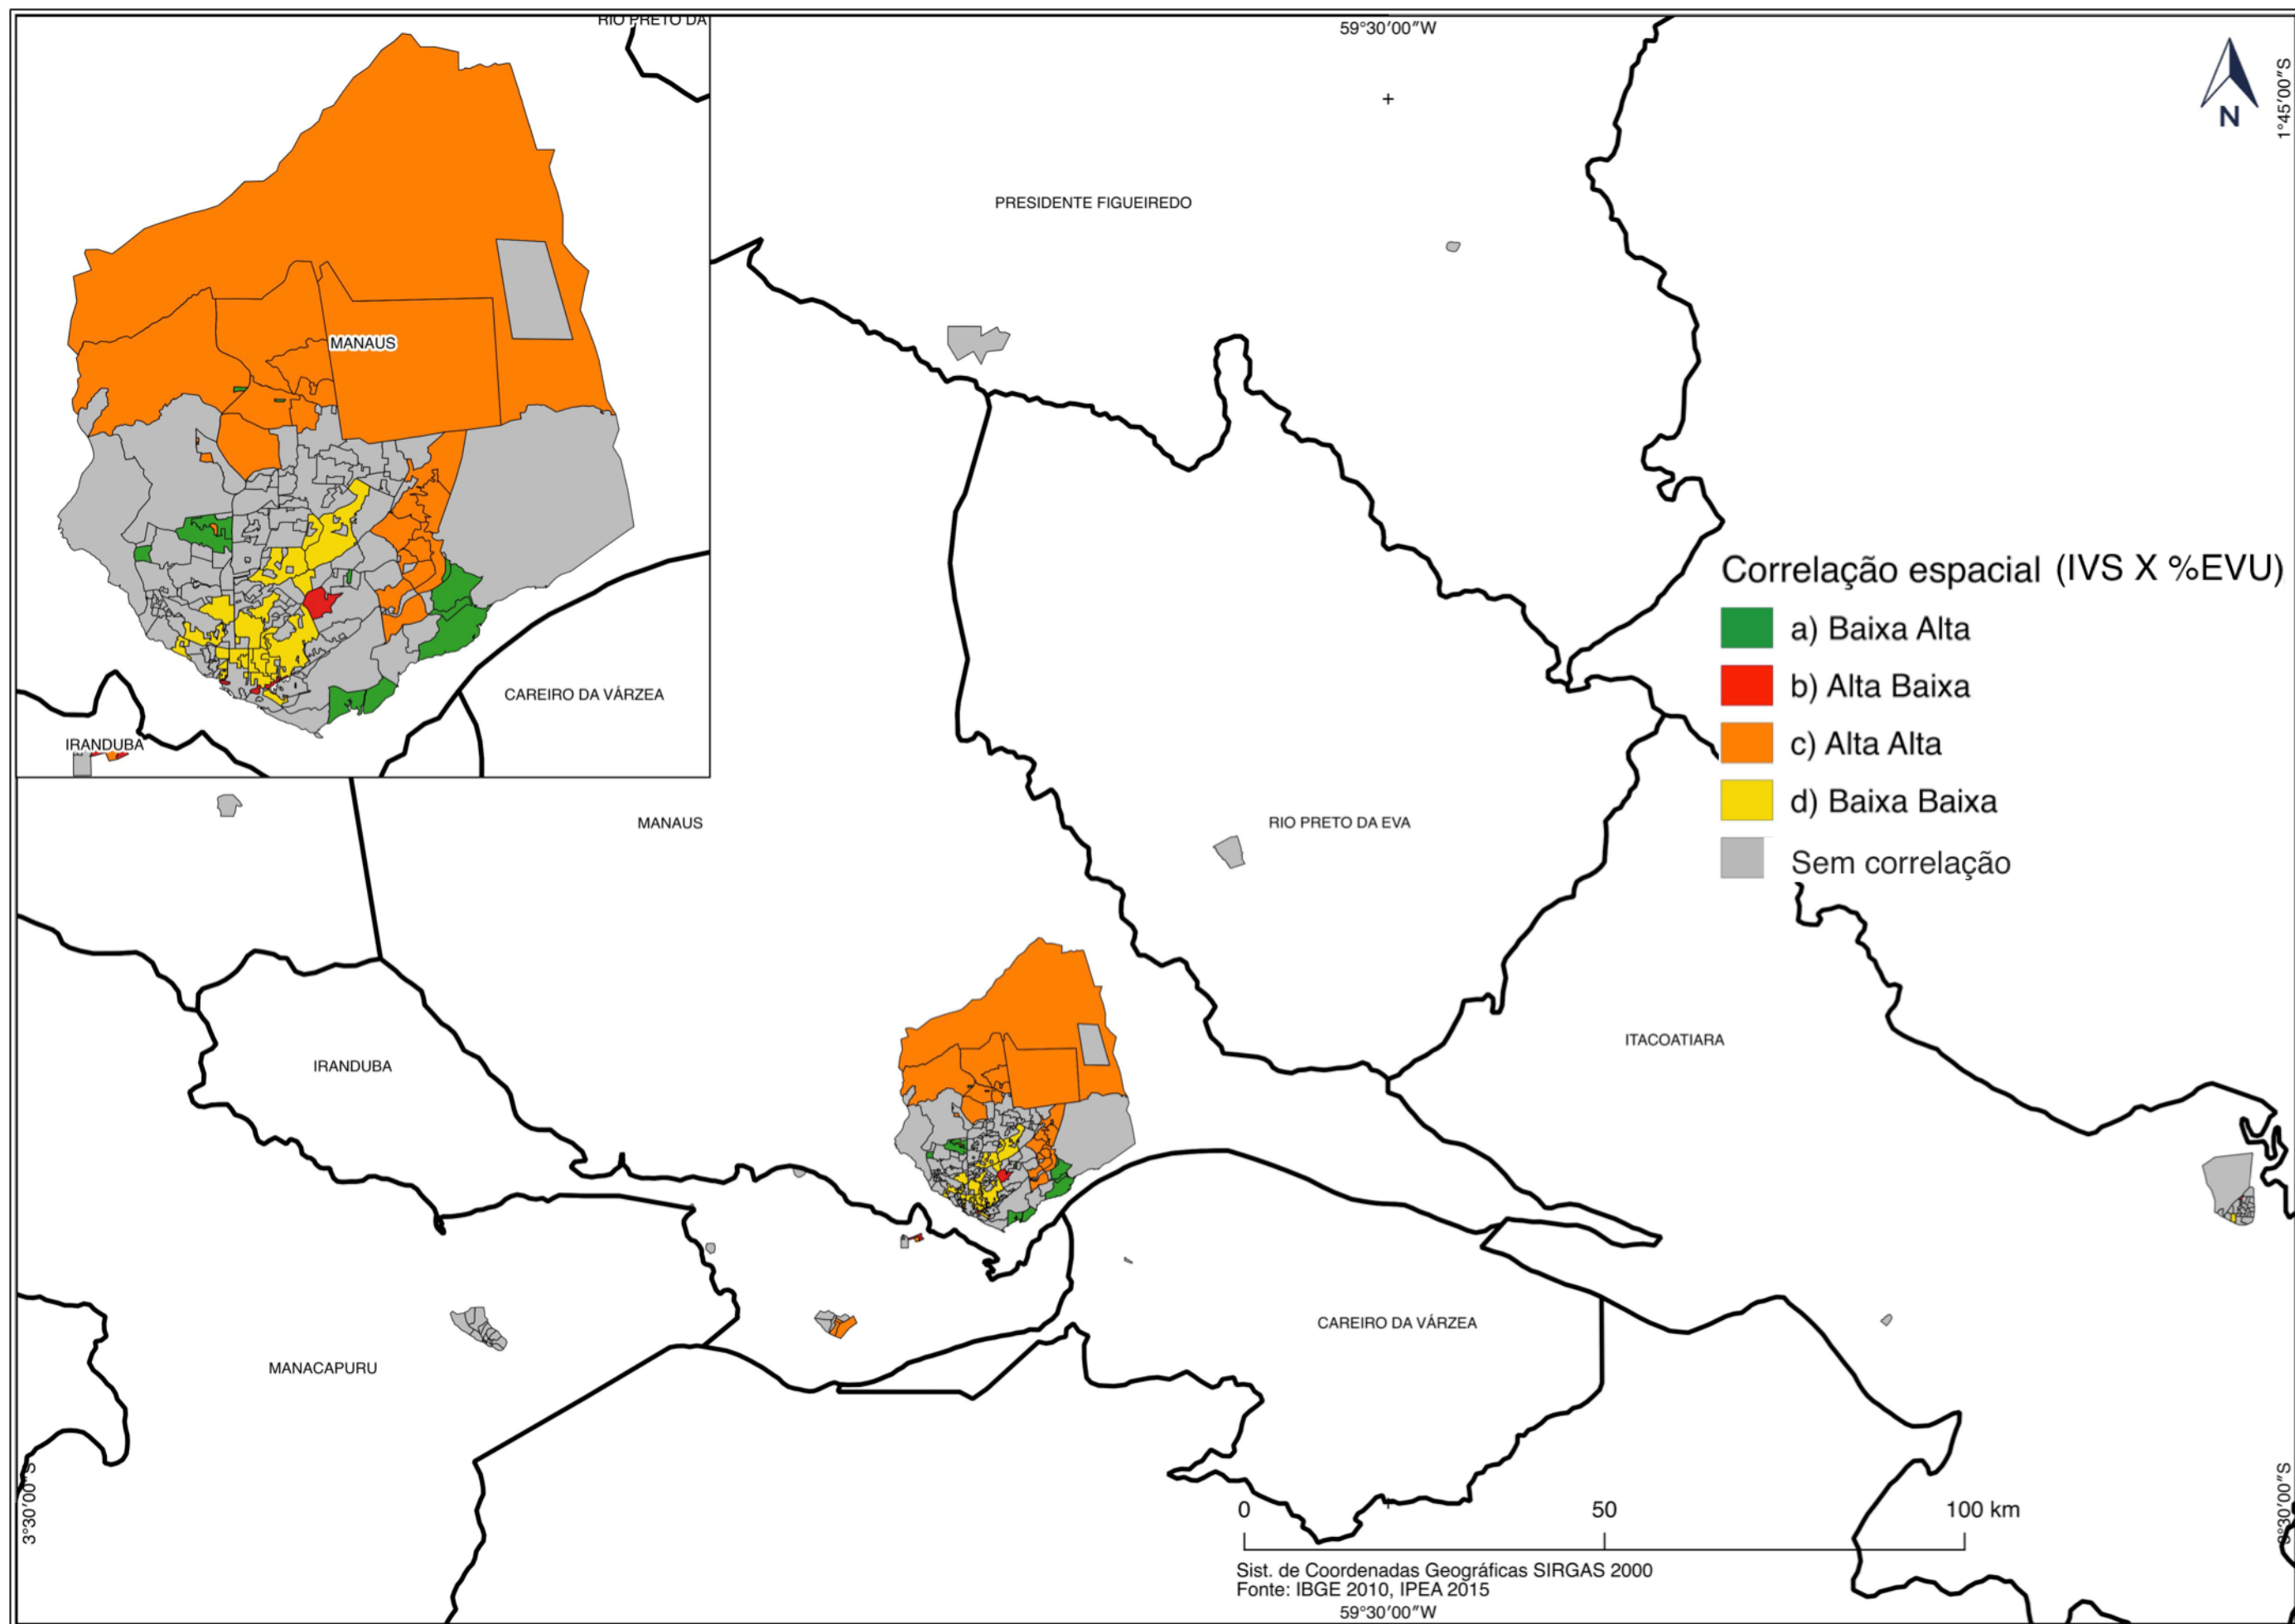 RIO PRETO DA
59°30′00″W
1°45′00″S
N
PRESIDENTE FIGUEIREDO
MANAUS
CAREIRO DA VÁRZEA
IRANDUBA
Correlação espacial (IVS X %EVU)
a) Baixa Alta
b) Alta Baixa
c) Alta Alta
d) Baixa Baixa
Sem correlação
MANAUS
RIO PRETO DA EVA
ITACOATIARA
IRANDUBA
CAREIRO DA VÁRZEA
MANACAPURU
3°30′00″S
3°30′00″S
0 50 100 km
Sist. de Coordenadas Geográficas SIRGAS 2000
Fonte: IBGE 2010, IPEA 2015
59°30′00″W